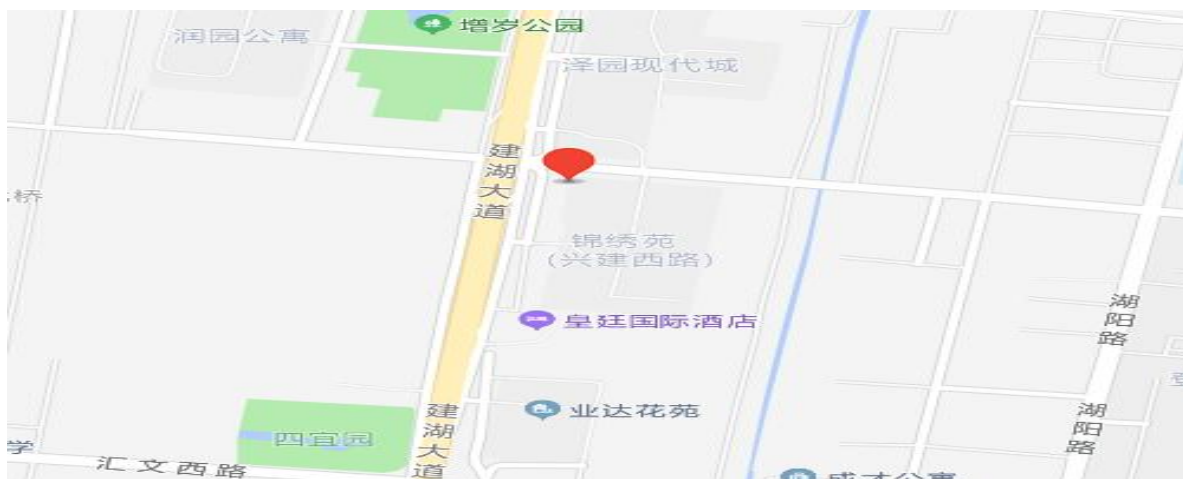 增岁公园
润园公寓
泽园现代城
建湖大道
桥
锦绣苑
(兴建西路)
湖阳路
皇廷国际酒店
业达花苑
建湖大道
湖阳路
四宜园
学
汇文西路
成才公寓